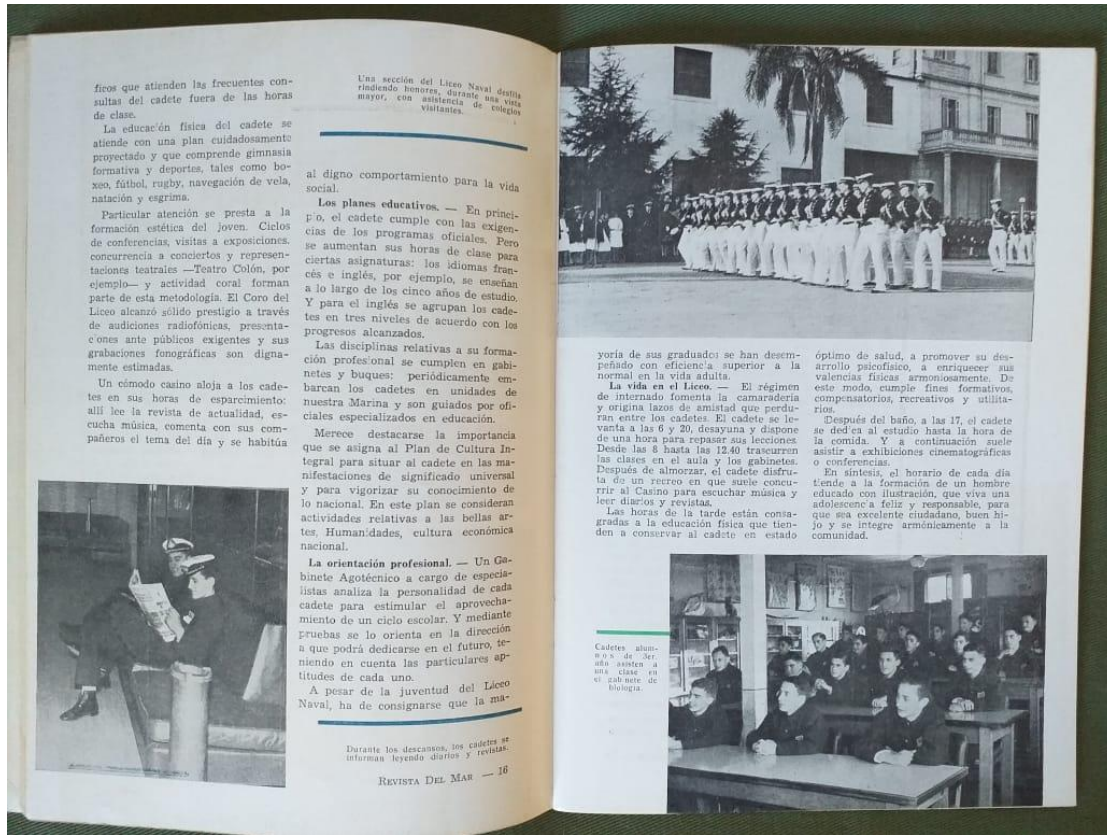 ficos que atienden las frecuentes con-
sultas del cadete fuera de las horas
de clase.
La educación física del cadete se
atiende con una plan cuidadosamente
proyectado y que comprende gimnasia
formativa y deportes, tales como bo-
xeo, fútbol, rugby, navegación de vela,
natación y esgrima.
Particular atención se presta a la
formación estética del joven. Ciclos
de conferencias, visitas a exposiciones.
concurrencia a conciertos y represen-
taciones teatrales —Teatro Colón, por
ejemplo— y actividad coral forman
parte de esta metodología. El Coro del
Liceo alcanzó sólido prestigio a través
de audiciones radiofónicas, presenta-
c'ones ante públicos exigentes y sus
grabaciones fonográficas son digna-
mente estimadas.
Un cómodo casino aloja a los cade-
tes en sus horas de esparcimiento:
allí lee la revista de actualidad, es-
cucha música, comenta con sus com-
pañeros el tema del día y se habitúa
Una sección del Liceo Naval desfila
rindiendo honores, durante una vista
mayor, con asistencia de colegios
visitantes.
al digno comportamiento para la vida
social.
Los planes educativos. — En princi-
p'o, el cadete cumple con las exigen-
cias de los programas oficiales. Pero
se aumentan sus horas de clase para
ciertas asignaturas: los idiomas fran-
cés e inglés, por ejemplo, se enseñan
a lo largo de los cinco años de estudio.
Y para el inglés se agrupan los cade-
tes en tres niveles de acuerdo con los
progresos alcanzados.
Las disciplinas relativas a su forma-
ción profes'onal se cumplen en gabi-
netes y buques: periódicamente em-
barcan los cadetes en unidades de
nuestra Marina y son guiados por ofi-
ciales especializados en educación.
Merece destacarse la importancia
que se asigna al Plan de Cultura In-
tegral para situar al cadete en las ma-
nifestaciones de significado universal
y para vigorizar su conocimiento de
lo nacional. En este plan se consideran
actividades relativas a las bellas ar-
tes, Humanidades, cultura económica
nacional.
La orientación profesional. — Un Ga-
binete Agotécnico a cargo de especia-
listas analiza la personalidad de cada
cadete para estimular el aprovecha-
miento de un ciclo escolar. Y mediante
pruebas se lo orienta en la dirección
a que podrá dedicarse en el futuro, te-
niendo en cuenta las particulares ap-
titudes de cada uno.
A pesar de la juventud del Liceo
Naval, ha de consignarse que la ma-
Durante los descansos, los cadetes se
informan leyendo diarios y revistas.
REVISTA DEL MAR — 16
yoría de sus graduados se han desem-
peñado con eficienc'a superior a la
normal en la vida adulta.
La vida en el Liceo. — El régimen
de internado fomenta la camaradería
y origina lazos de amistad que perdu-
ran entre los cadetes. El cadete se le-
vanta a las 6 y 20, desayuna y dispone
de una hora para repasar sus lecciones
Desde las 8 hasta las 12.40 trascurren
las clases en el aula y los gabinetes.
Después de almorzar, el cadete disfru-
ta de un recreo en que suele concu-
rrir al Casino para escuchar música y
leer diarios y revistas.
Las horas de la tarde están consa-
gradas a la educación física que tien-
den a conservar al cadete en estado
óptimo de salud, a promover su des-
arrollo psicofísico, a enriquecer sus
valencias físicas armoniosamente. De
este modo, cumple fines formativos,
compensatorios, recreativos y utilita-
rios.
Después del baño, a las 17, el cadete
se ded'ca al estudio hasta la hora de
la comida. Y a continuación suele
asistir a exhibiciones cinematográficas
o conferencias.
En síntesis, el horario de cada día
tiende a la formación de un hombre
educado con ilustración, que viva una
adolescenc'a feliz y responsable, para
que sea excelente ciudadano, buen hi-
jo y se integre armónicamente a la
comunidad.
Cadetes alum-
nos de 3er.
año asisten a
una clase en
el gab'nete de
biología.